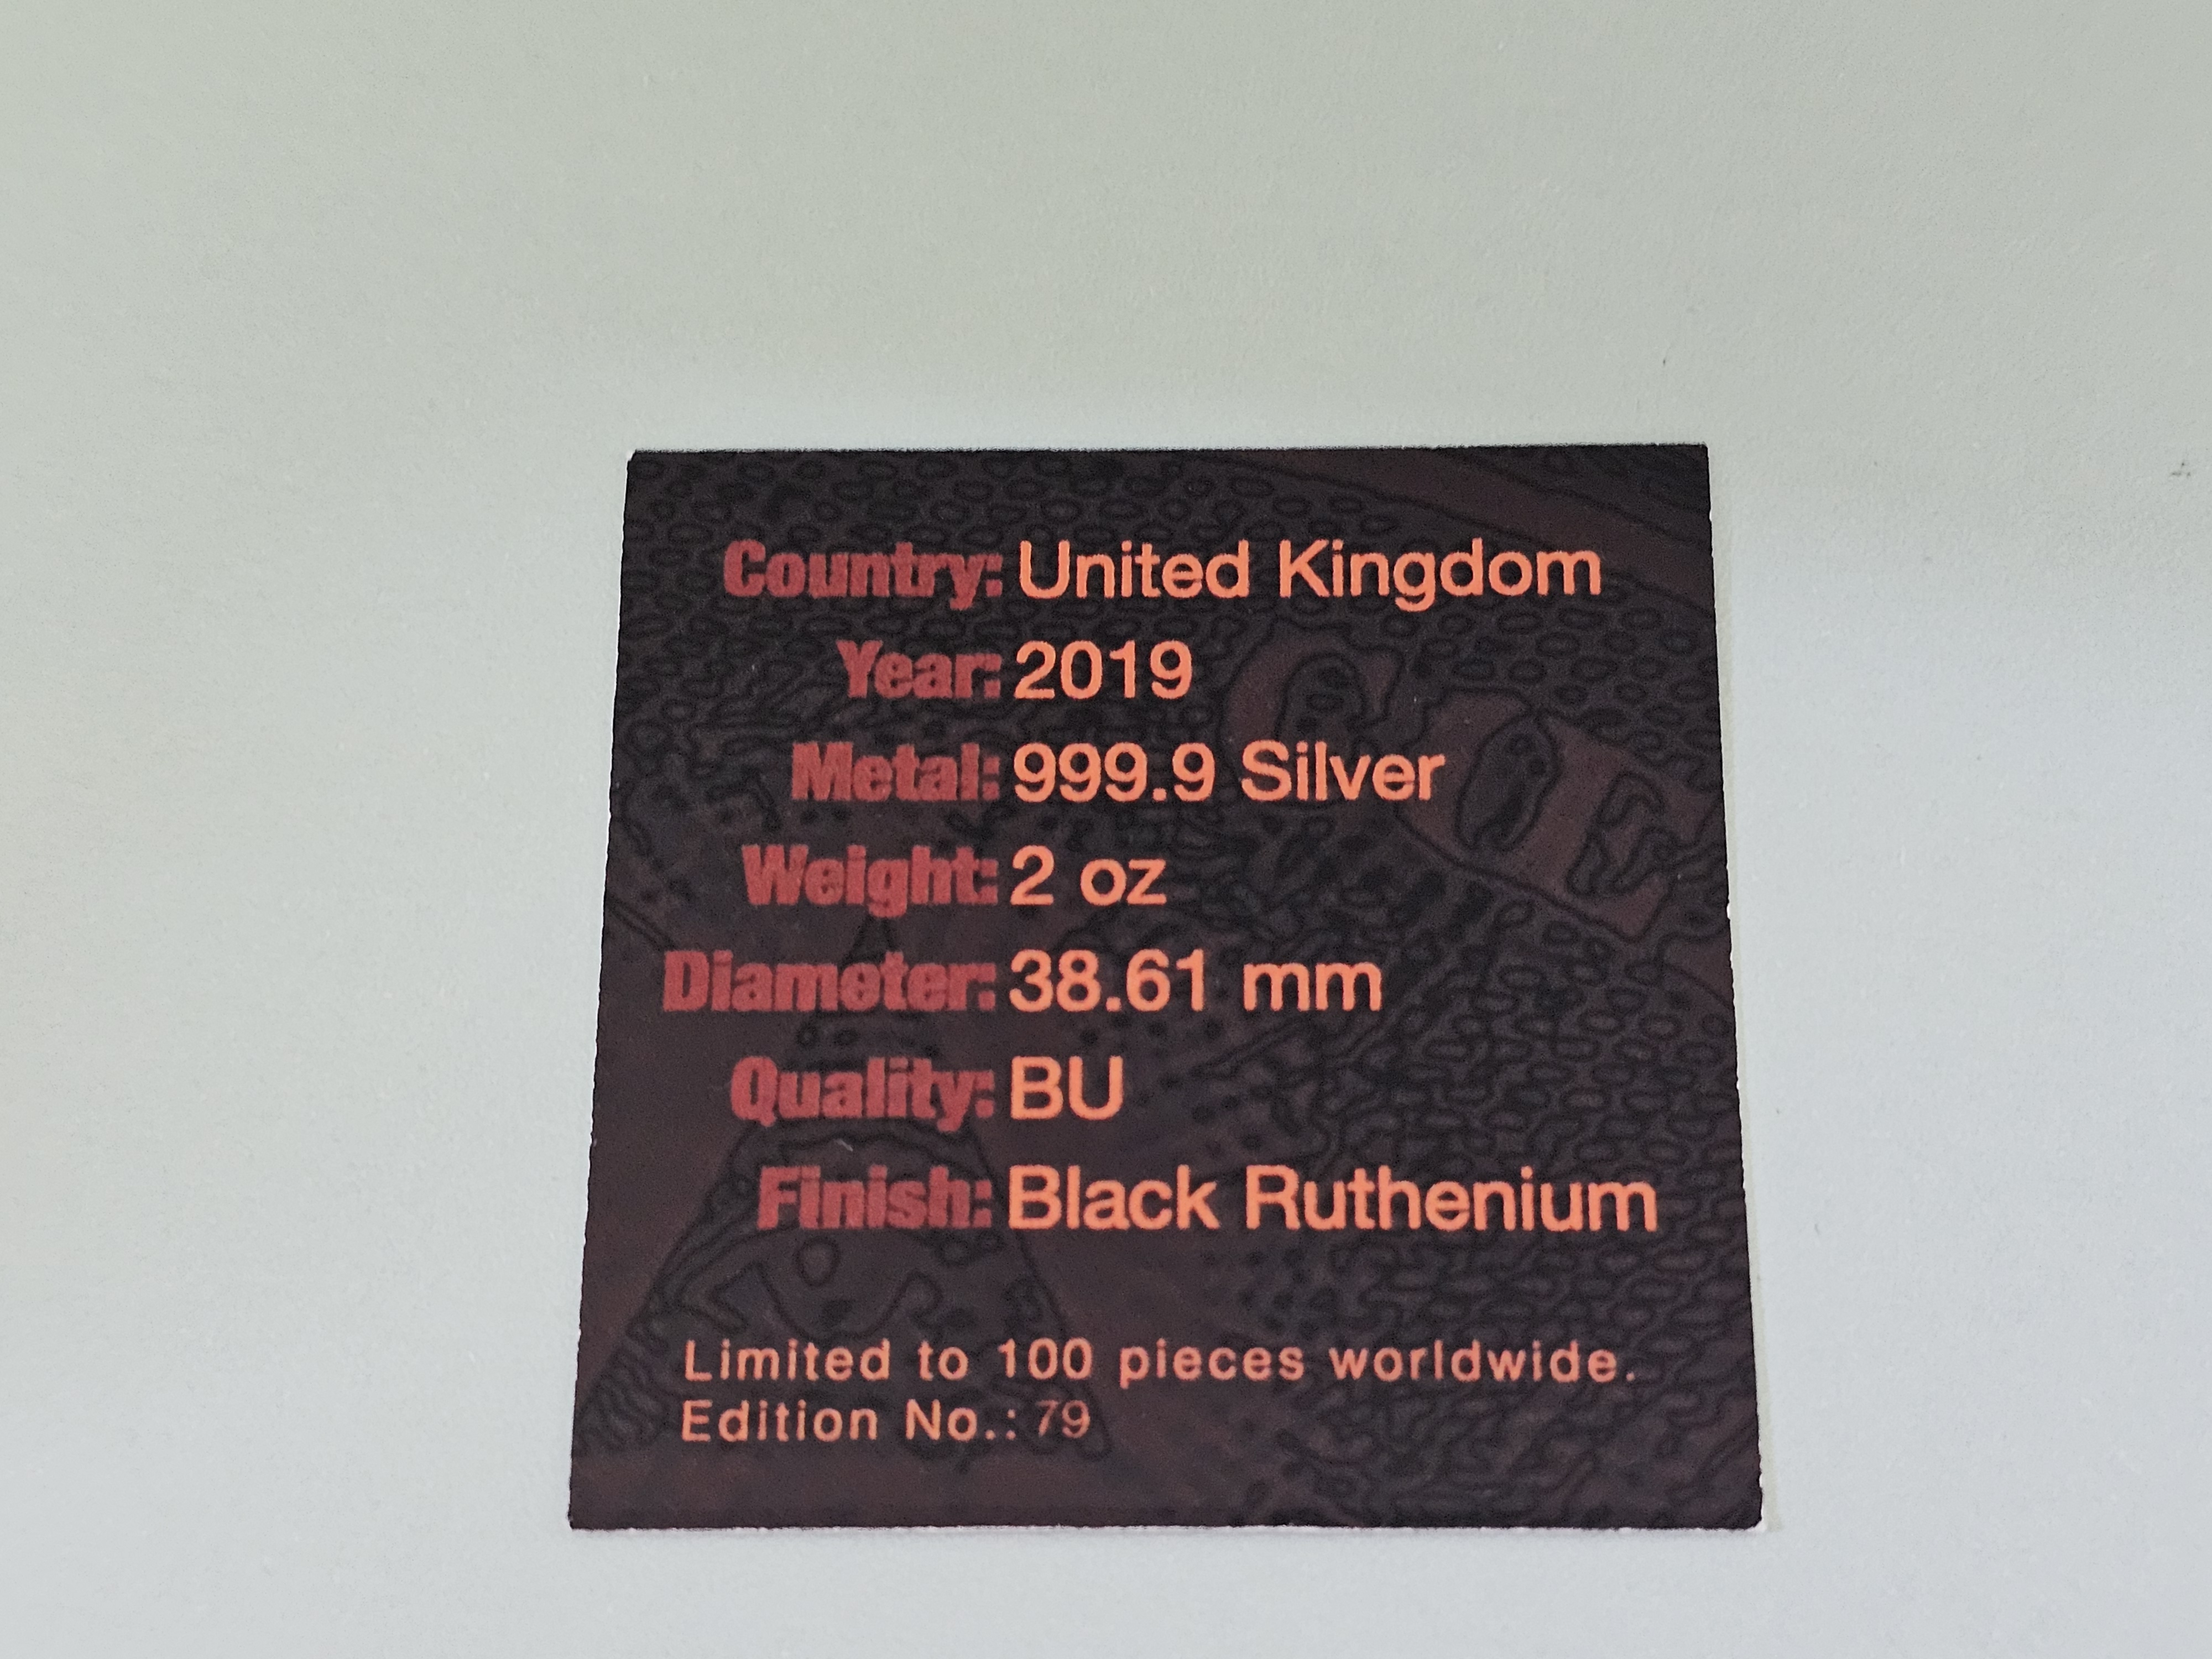 Country: United Kingdom
Year: 2019
Metal: 999.9 Silver
Weight: 2 oz
Diameter: 38.61 mm
Quality: BU
Finish: Black Ruthenium
Limited to 100 pieces worldwide.
Edition No.: 79